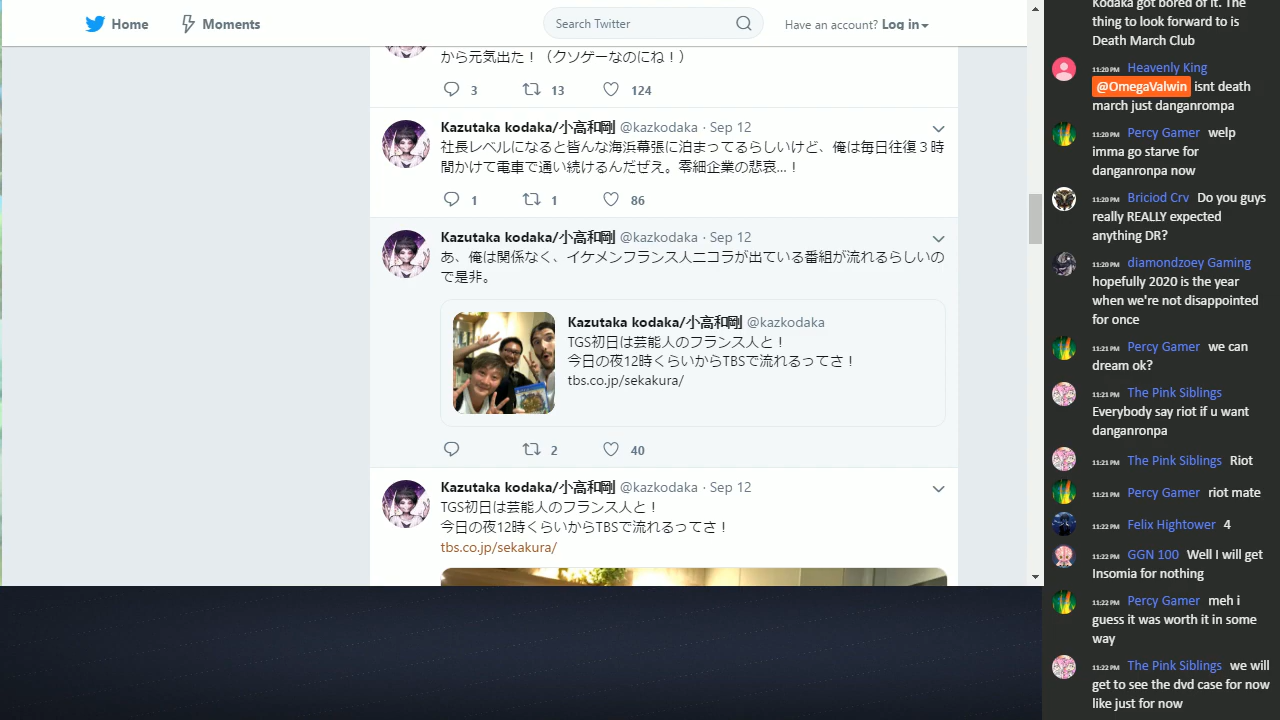 Home
Moments
Search Twitter
Have an account? Log in
から元気出た！（クソゲーなのにね！）
3
13
124
Kazutaka kodaka/小高和剛 @kazkodaka · Sep 12
社長レベルになると皆んな海浜幕張に泊まってるらしいけど、俺は毎日往復３時
間かけて電車で通い続けるんだぜえ。零細企業の悲哀...！
1
1
86
Kazutaka kodaka/小高和剛 @kazkodaka · Sep 12
あ、俺は関係なく、イケメンフランス人ニコラが出ている番組が流れるらしいの
で是非。
Kazutaka kodaka/小高和剛 @kazkodaka
TGS初日は芸能人のフランス人と！
今日の夜12時くらいからTBSで流れるってさ！
tbs.co.jp/sekakura/
2
40
Kazutaka kodaka/小高和剛 @kazkodaka · Sep 12
TGS初日は芸能人のフランス人と！
今日の夜12時くらいからTBSで流れるってさ！
tbs.co.jp/sekakura/
Kodaka got bored of it. The
thing to look forward to is
Death March Club
11:20 PM Heavenly King
@OmegaValwin isnt death
march just danganrompa
11:20 PM Percy Gamer welp
imma go starve for
danganronpa now
11:20 PM Briciod Crv Do you guys
really REALLY expected
anything DR?
11:20 PM diamondzoey Gaming
hopefully 2020 is the year
when we're not disappointed
for once
11:21 PM Percy Gamer we can
dream ok?
11:21 PM The Pink Siblings
Everybody say riot if u want
danganronpa
11:21 PM The Pink Siblings Riot
11:21 PM Percy Gamer riot mate
11:22 PM Felix Hightower 4
11:22 PM GGN 100 Well I will get
Insomia for nothing
11:22 PM Percy Gamer meh i
guess it was worth it in some
way
11:22 PM The Pink Siblings we will
get to see the dvd case for now
like just for now